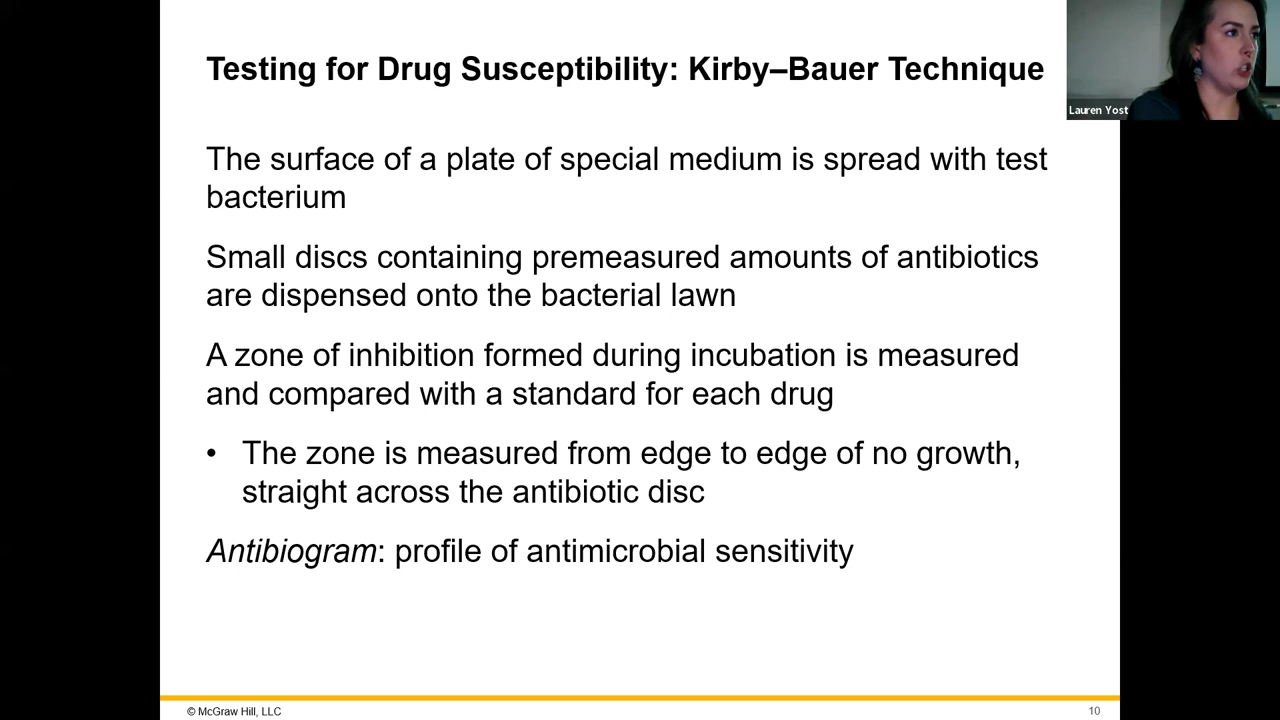 Testing for Drug Susceptibility: Kirby–Bauer Technique
Lauren Yost
The surface of a plate of special medium is spread with test
bacterium
Small discs containing premeasured amounts of antibiotics
are dispensed onto the bacterial lawn
A zone of inhibition formed during incubation is measured
and compared with a standard for each drug
• The zone is measured from edge to edge of no growth,
straight across the antibiotic disc
Antibiogram: profile of antimicrobial sensitivity
© McGraw Hill, LLC
10